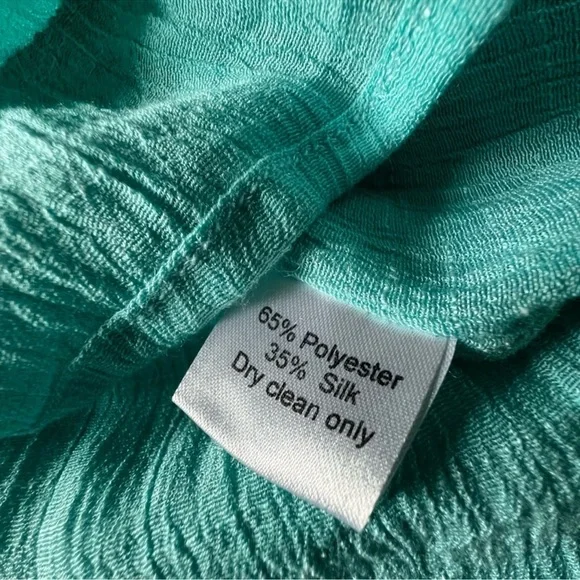 65% Polyester
35% Silk
Dry clean only